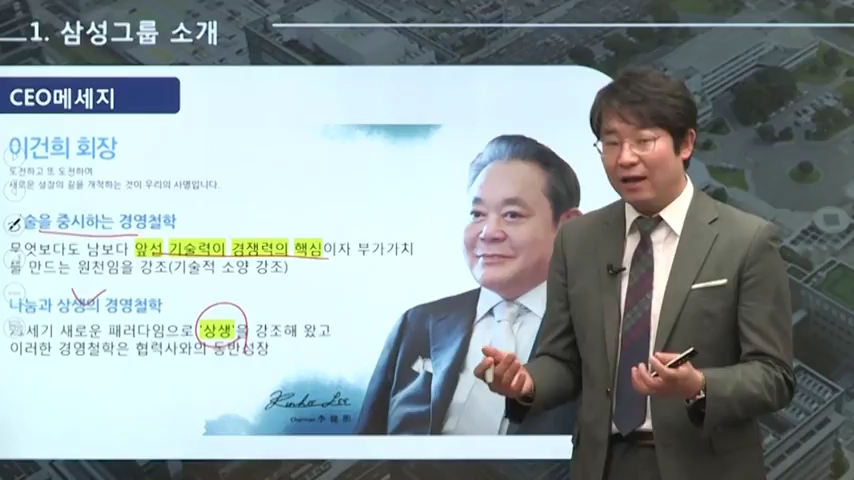 1. 삼성그룹 소개
CEO메세지
이건희 회장
도전하고 또 도전하여
새로운 성장의 길을 개척하는 것이 우리의 사명입니다.
술을 중시하는 경영철학
무엇보다도 남보다 앞섬 기술력이 경쟁력의 핵심이자 부가가치
를 만드는 원천임을 강조(기술적 소양 강조)
나눔과 상생의 경영철학
세기 새로운 패러다임으로 '상생'을 강조해 왔고
이러한 경영철학은 협력사와의 동반성장
Kunhee Lee
Chairman 李健熙